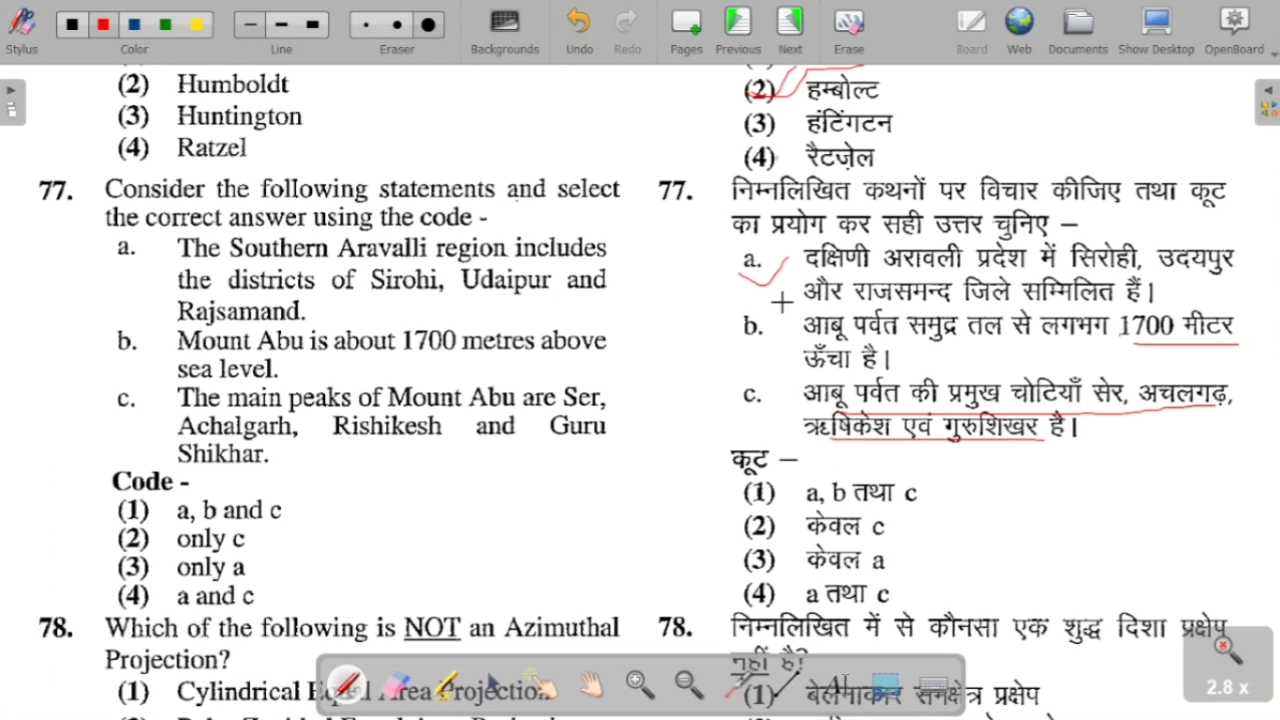 Stylus
Color
Line
Eraser
Backgrounds
Undo
Redo
Pages
Previous
Next
Erase
Board
Web
Documents
Show Desktop
OpenBoard
(2) Humboldt
(3) Huntington
(4) Ratzel
77. Consider the following statements and select
the correct answer using the code -
a. The Southern Aravalli region includes
the districts of Sirohi, Udaipur and
Rajsamand.
b. Mount Abu is about 1700 metres above
sea level.
c. The main peaks of Mount Abu are Ser,
Achalgarh, Rishikesh and Guru
Shikhar.
Code -
(1) a, b and c
(2) only c
(3) only a
(4) a and c
78. Which of the following is NOT an Azimuthal
Projection?
(1) Cylindrical Equal Area Projection
(2) हम्बोल्ट
(3) हंटिंगटन
(4) रैटज़ेल
77. निम्नलिखित कथनों पर विचार कीजिए तथा कूट
का प्रयोग कर सही उत्तर चुनिए –
a. दक्षिणी अरावली प्रदेश में सिरोही, उदयपुर
और राजसमन्द जिले सम्मिलित हैं।
b. आबू पर्वत समुद्र तल से लगभग 1700 मीटर
ऊँचा है।
c. आबू पर्वत की प्रमुख चोटियाँ सेर, अचलगढ़,
ऋषिकेश एवं गुरुशिखर है।
कूट –
(1) a, b तथा c
(2) केवल c
(3) केवल a
(4) a तथा c
78. निम्नलिखित में से कौनसा एक शुद्ध दिशा प्रक्षेप
नहीं है?
(1) बेलनाकार समक्षेत्र प्रक्षेप
2.8 x